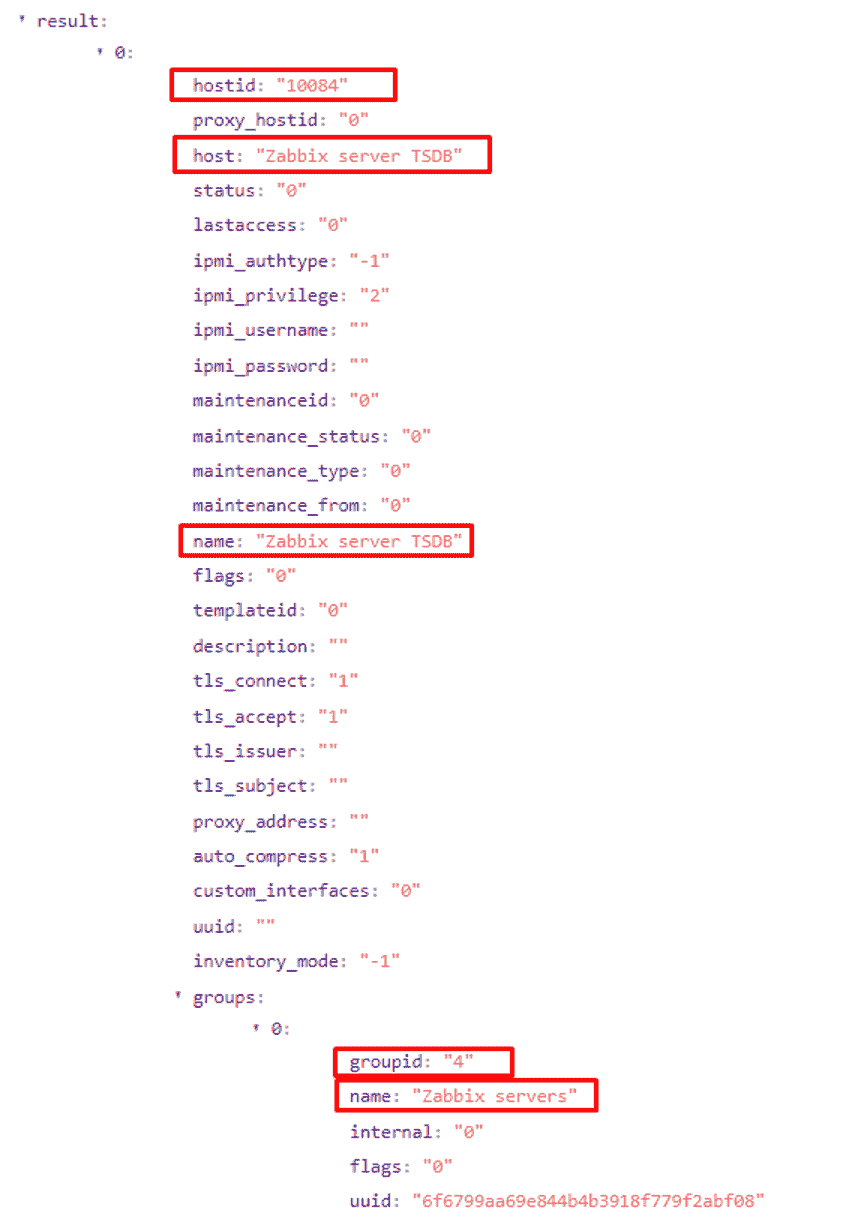 result:
0:
hostid: "10084"
proxy_hostid: "0"
host: "Zabbix server TSDB"
status: "0"
lastaccess: "0"
ipmi_authtype: "-1"
ipmi_privilege: "2"
ipmi_username: ""
ipmi_password: ""
maintenanceid: "0"
maintenance_status: "0"
maintenance_type: "0"
maintenance_from: "0"
name: "Zabbix server TSDB"
flags: "0"
templateid: "0"
description: ""
tls_connect: "1"
tls_accept: "1"
tls_issuer: ""
tls_subject: ""
proxy_address: ""
auto_compress: "1"
custom_interfaces: "0"
uuid: ""
inventory_mode: "-1"
groups:
0:
groupid: "4"
name: "Zabbix servers"
internal: "0"
flags: "0"
uuid: "6f6799aa69e844b4b3918f779f2abf08"